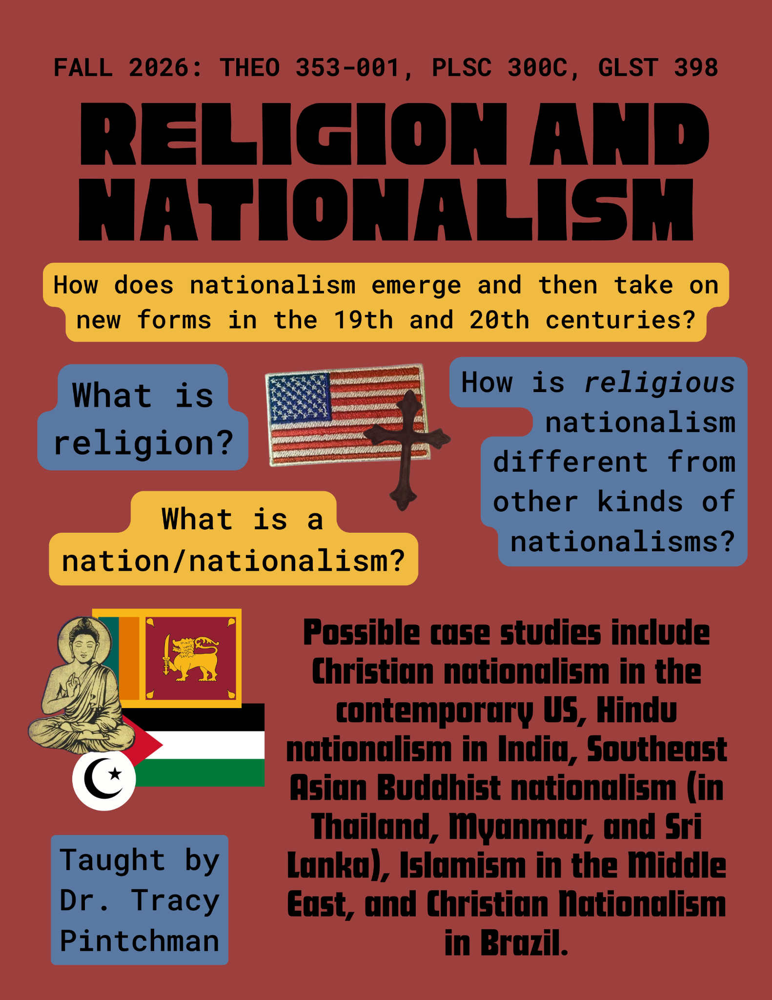 FALL 2026: THEO 353-001, PLSC 300C, GLST 398
RELIGION AND
NATIONALISM
How does nationalism emerge and then take on
new forms in the 19th and 20th centuries?
What is
religion?
How is religious
nationalism
different from
other kinds of
nationalisms?
What is a
nation/nationalism?
Possible case studies include
Christian nationalism in the
contemporary US, Hindu
nationalism in India, Southeast
Asian Buddhist nationalism (in
Thailand, Myanmar, and Sri
Lanka), Islamism in the Middle
East, and Christian Nationalism
in Brazil.
Taught by
Dr. Tracy
Pintchman